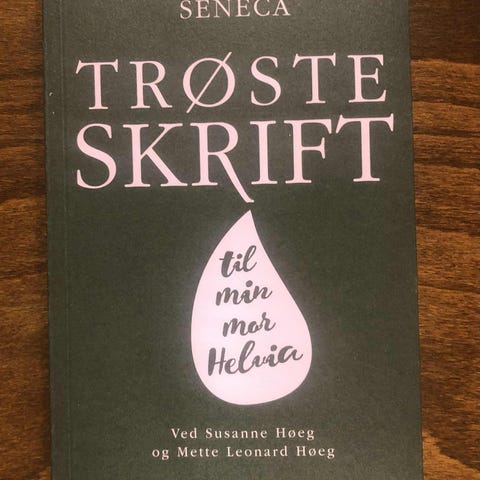 SENECA
TRØSTE
SKRIFT
til
min
mor
Helvia
Ved Susanne Høeg
og Mette Leonard Høeg